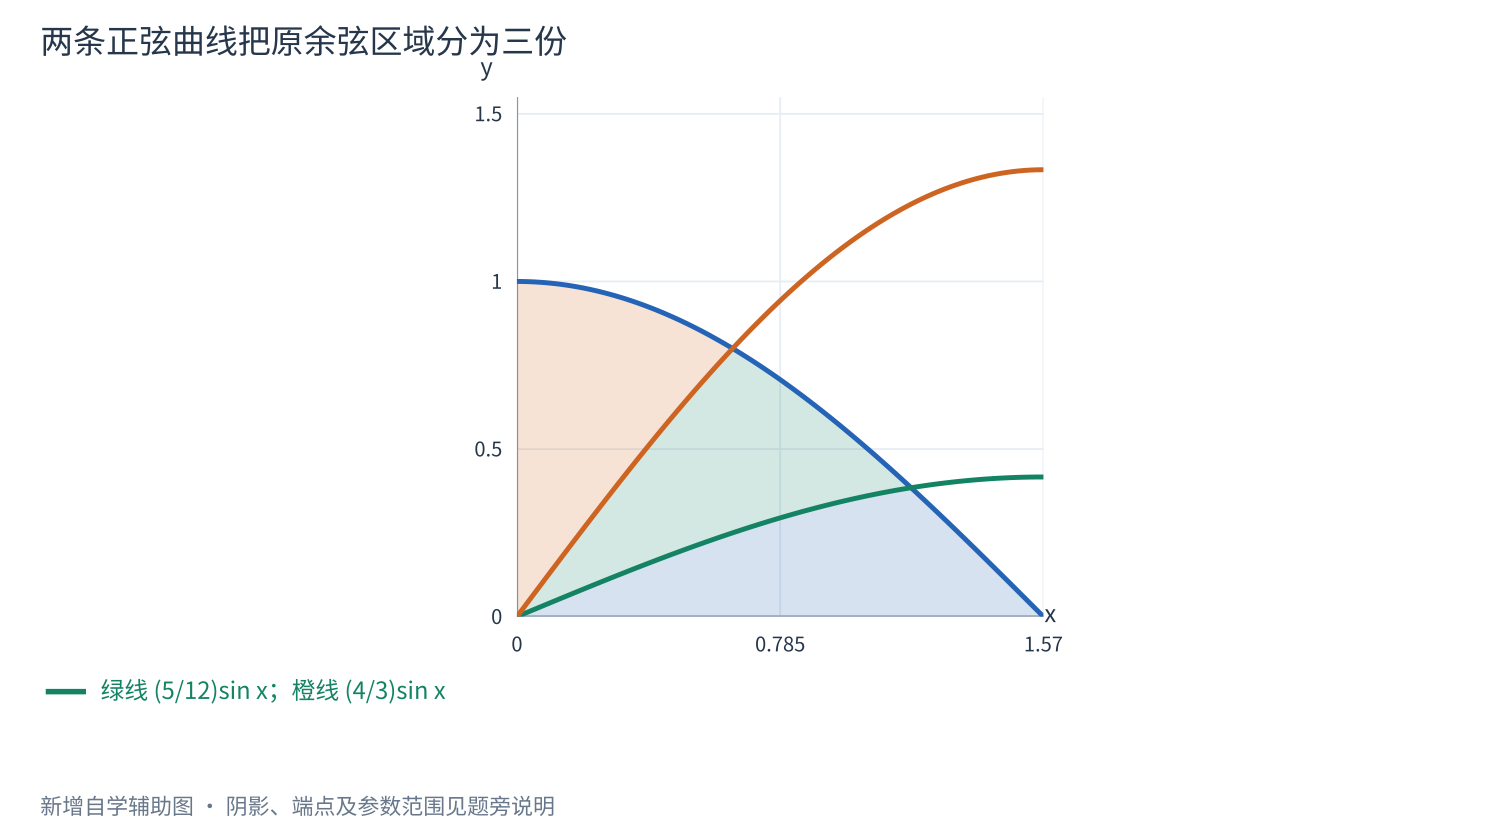 两条正弦曲线把原余弦区域分为三份
y
1.5
1
0.5
0
x
0 0.785 1.57
绿线 (5/12)sin x；橙线 (4/3)sin x
新增自学辅助图 · 阴影、端点及参数范围见题旁说明